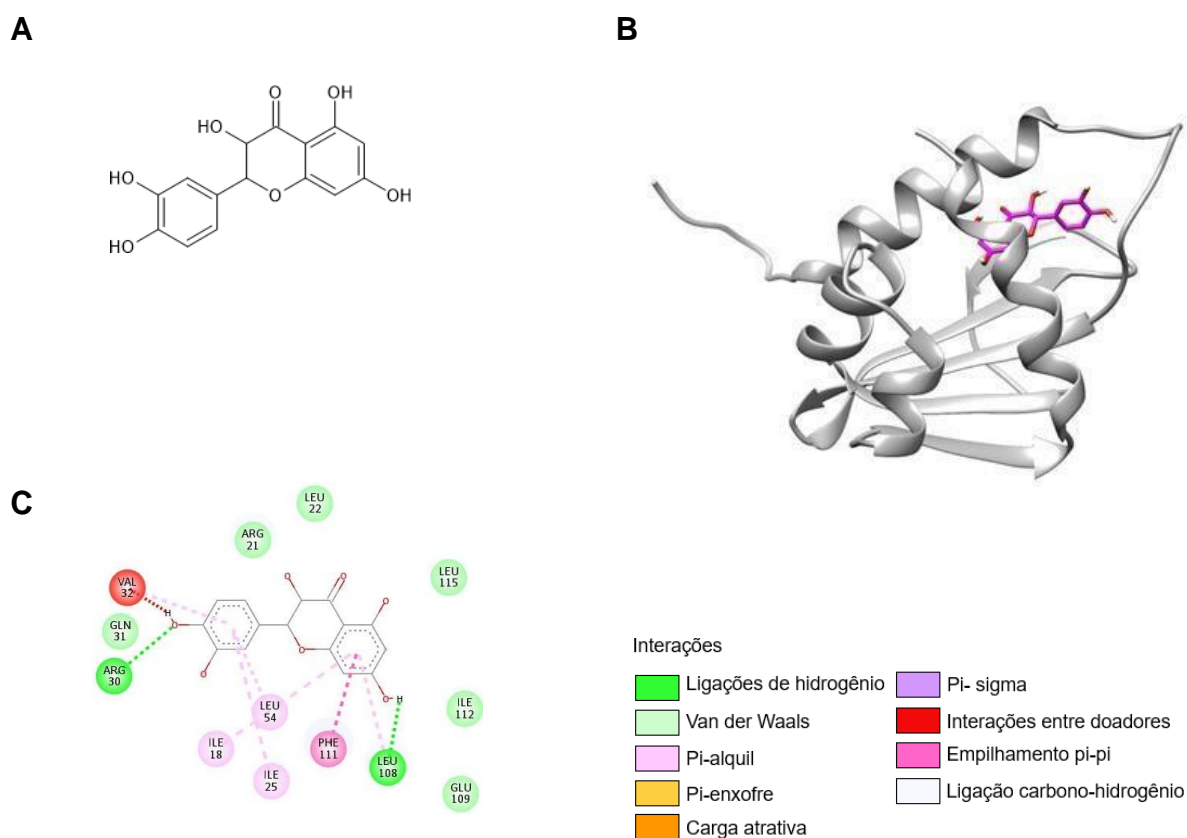 A
B
O
OH
HO
HO
O
OH
HO
C
LEU
22
ARG
21
LEU
115
VAL
32
H
O
O
O
O
GLN
31
ARG
30
O
O
O
H
LEU
54
ILE
112
ILE
18
PHE
111
LEU
108
ILE
25
GLU
109
Interações
Ligações de hidrogênio
Van der Waals
Pi-alquil
Pi-enxofre
Carga atrativa
Pi- sigma
Interações entre doadores
Empilhamento pi-pi
Ligação carbono-hidrogênio